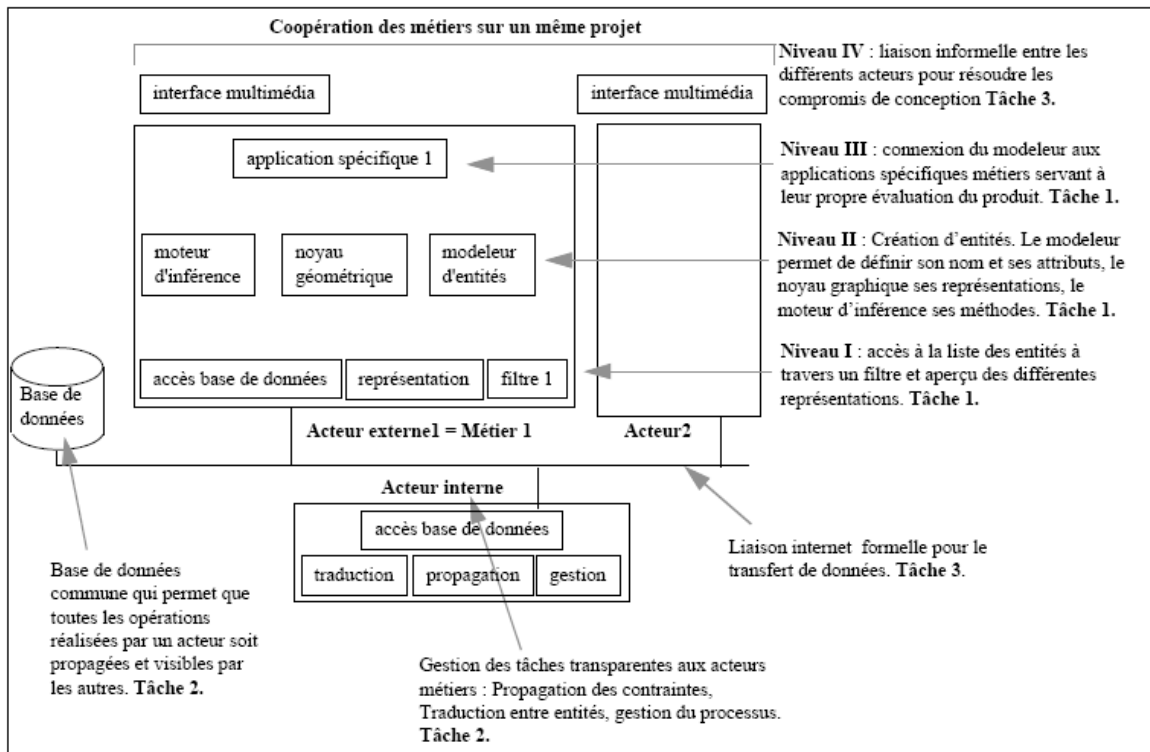 Coopération des métiers sur un même projet
interface multimédia
interface multimédia
Niveau IV : liaison informelle entre les
différents acteurs pour résoudre les
compromis de conception Tâche 3.
application spécifique 1
Niveau III : connexion du modeleur aux
applications spécifiques métiers servant à
leur propre évaluation du produit. Tâche 1.
moteur
d'inférence
noyau
géométrique
modeleur
d'entités
Niveau II : Création d’entités. Le modeleur
permet de définir son nom et ses attributs, le
noyau graphique ses représentations, le
moteur d’inférence ses méthodes. Tâche 1.
accès base de données
représentation
filtre 1
Niveau I : accès à la liste des entités à
travers un filtre et aperçu des différentes
représentations. Tâche 1.
Base de
données
Acteur externe1 = Métier 1
Acteur2
Acteur interne
accès base de données
traduction
propagation
gestion
Liaison internet formelle pour le
transfert de données. Tâche 3.
Base de données
commune qui permet que
toutes les opérations
réalisées par un acteur soit
propagées et visibles par
les autres. Tâche 2.
Gestion des tâches transparentes aux acteurs
métiers : Propagation des contraintes,
Traduction entre entités, gestion du processus.
Tâche 2.